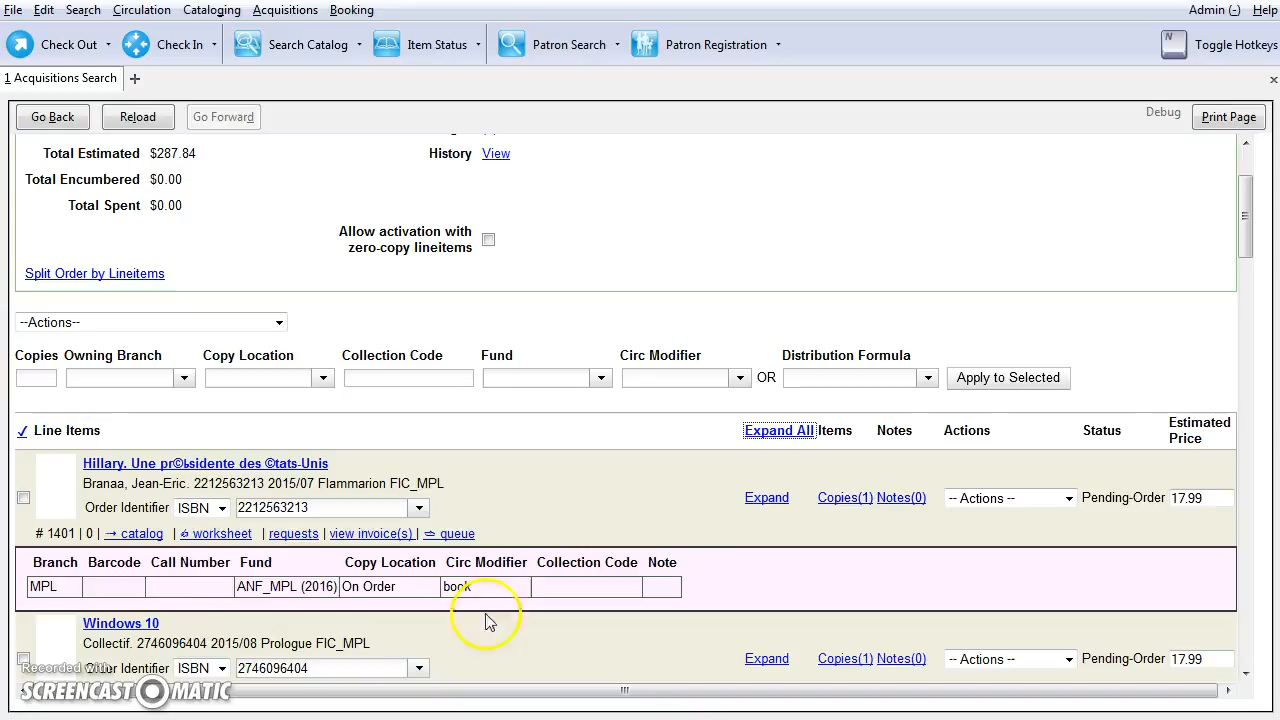 File Edit Search Circulation Cataloging Acquisitions Booking Admin (-) Help
Check Out Check In Search Catalog Item Status Patron Search Patron Registration N Toggle Hotkeys
1 Acquisitions Search
Go Back Reload Go Forward Debug Print Page
Total Estimated $287.84 History View
Total Encumbered $0.00
Total Spent $0.00
Allow activation with
zero-copy lineitems
Split Order by Lineitems
--Actions--
Copies Owning Branch Copy Location Collection Code Fund Circ Modifier Distribution Formula
OR Apply to Selected
Line Items Expand All Items Notes Actions Status Estimated Price
Hillary. Une pr©sidente des ©tats-Unis
Branaa, Jean-Eric. 2212563213 2015/07 Flammarion FIC_MPL
Expand Copies(1) Notes(0) -- Actions -- Pending-Order 17.99
Order Identifier ISBN 2212563213
# 1401 | 0 | → catalog | worksheet | requests | view invoice(s) | queue
Branch Barcode Call Number Fund Copy Location Circ Modifier Collection Code Note
MPL ANF_MPL (2016) On Order book
Windows 10
Collectif. 2746096404 2015/08 Prologue FIC_MPL
Expand Copies(1) Notes(0) -- Actions -- Pending-Order 17.99
Order Identifier ISBN 2746096404
Recorded with
SCREENCAST-O-MATIC